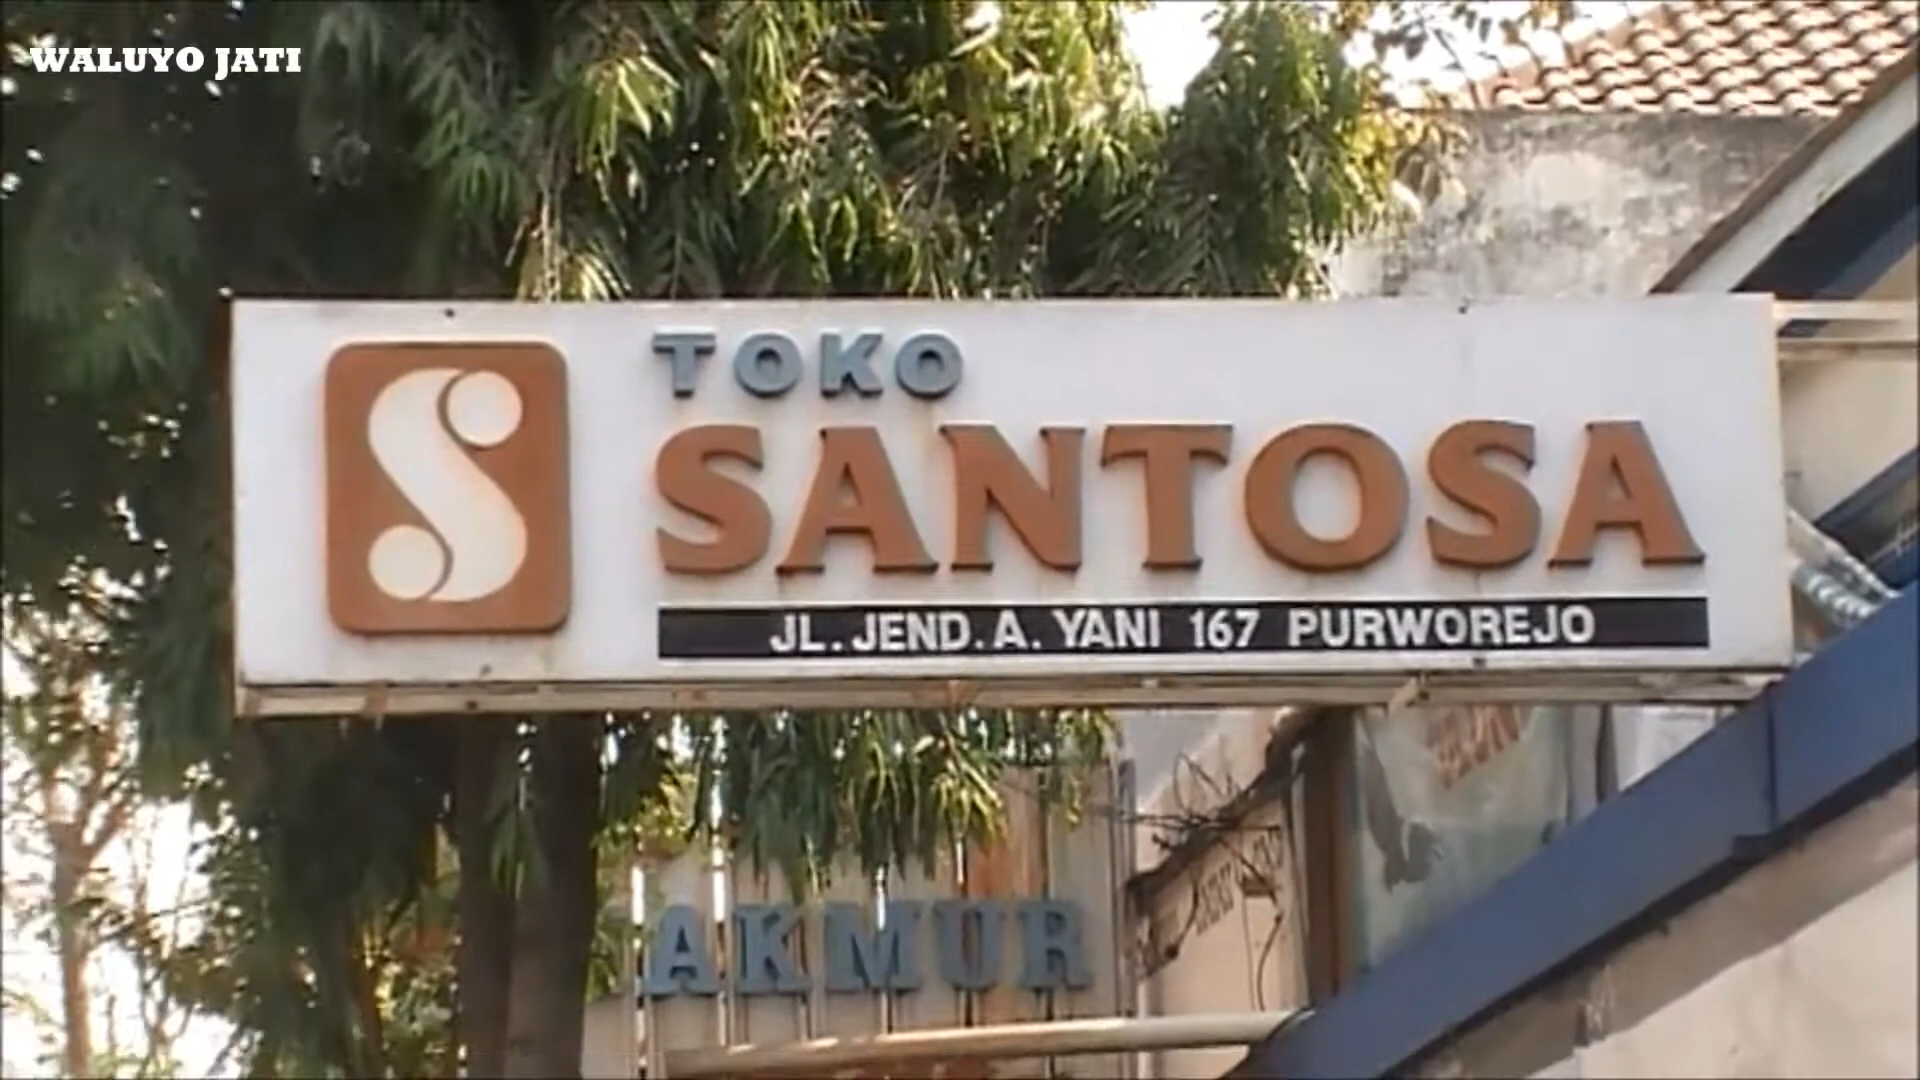 WALUYO JATI
S
TOKO
SANTOSA
JL. JEND. A. YANI 167 PURWOREJO
AKMUR